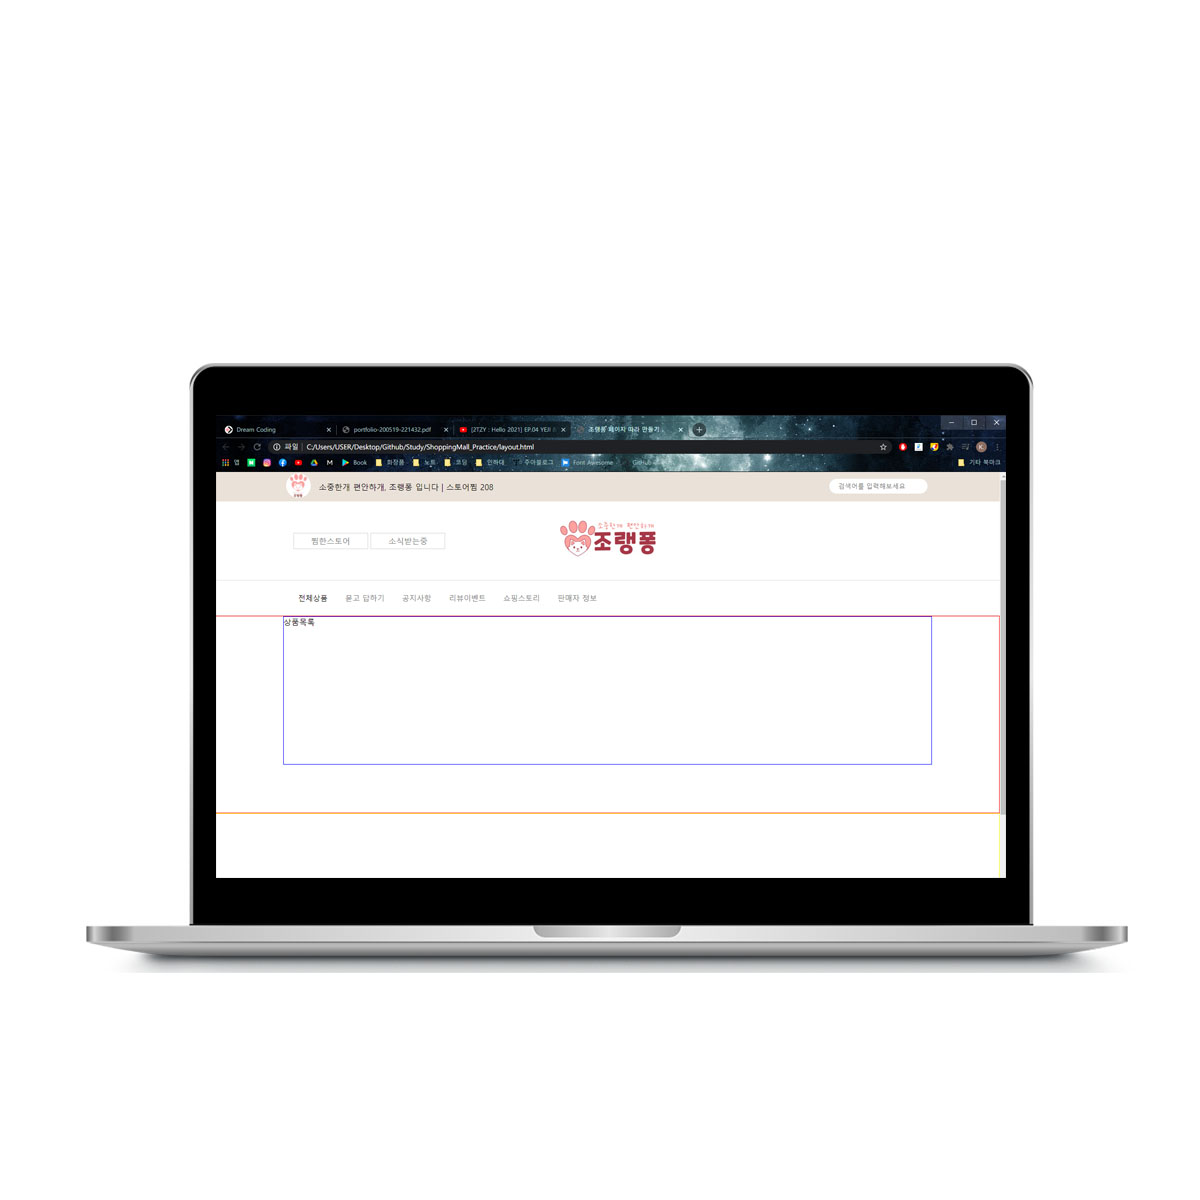 Dream Coding
portfolio-200519-221432.pdf
[2TZY : Hello 2021] EP.04 YEJI
조랭퐁 페이지 따라 만들기
파일 | C:/Users/USER/Desktop/Github/Study/ShoppingMall_Practice/layout.html
앱 M Book 화장품 노트 코딩 인하대 Font Awesome 기타 북마크
소중한개 편안하개, 조랭퐁 입니다 | 스토어찜 208
검색어를 입력해보세요
찜한스토어 소식받는중
소중한개 편안하개
조랭퐁
전체상품 묻고 답하기 공지사항 리뷰이벤트 쇼핑스토리 판매자 정보
상품목록